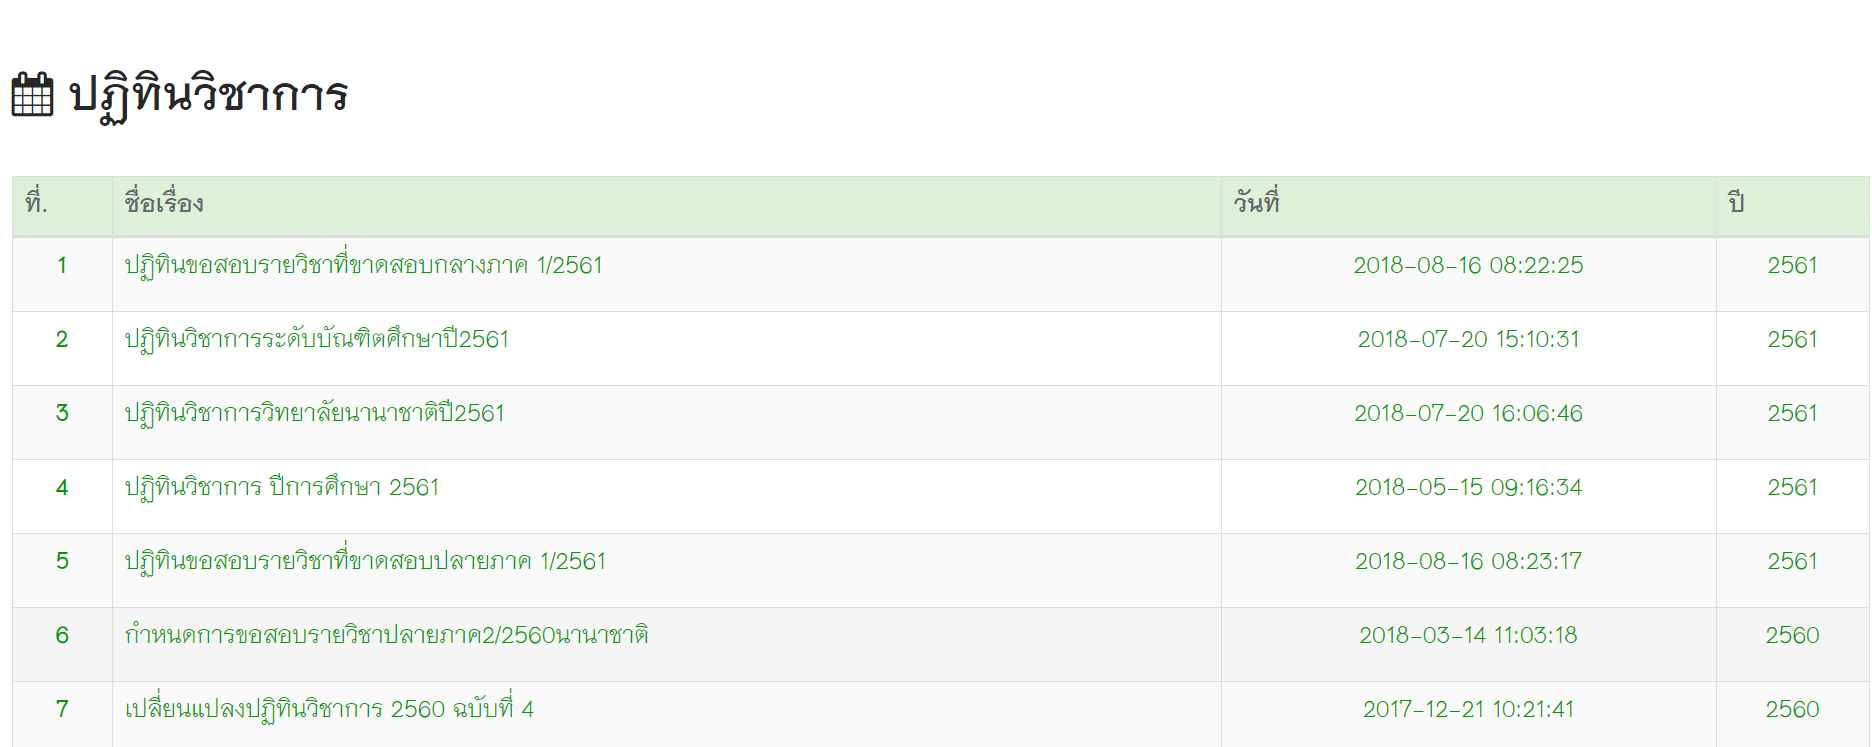 ปฏิทินวิชาการ
ที่. ชื่อเรื่อง วันที่ ปี
1 ปฏิทินขอสอบรายวิชาที่ขาดสอบกลางภาค 1/2561 2018-08-16 08:22:25 2561
2 ปฏิทินวิชาการระดับบัณฑิตศึกษาปี2561 2018-07-20 15:10:31 2561
3 ปฏิทินวิชาการวิทยาลัยนานาชาติปี2561 2018-07-20 16:06:46 2561
4 ปฏิทินวิชาการ ปีการศึกษา 2561 2018-05-15 09:16:34 2561
5 ปฏิทินขอสอบรายวิชาที่ขาดสอบปลายภาค 1/2561 2018-08-16 08:23:17 2561
6 กำหนดการขอสอบรายวิชาปลายภาค2/2560นานาชาติ 2018-03-14 11:03:18 2560
7 เปลี่ยนแปลงปฏิทินวิชาการ 2560 ฉบับที่ 4 2017-12-21 10:21:41 2560